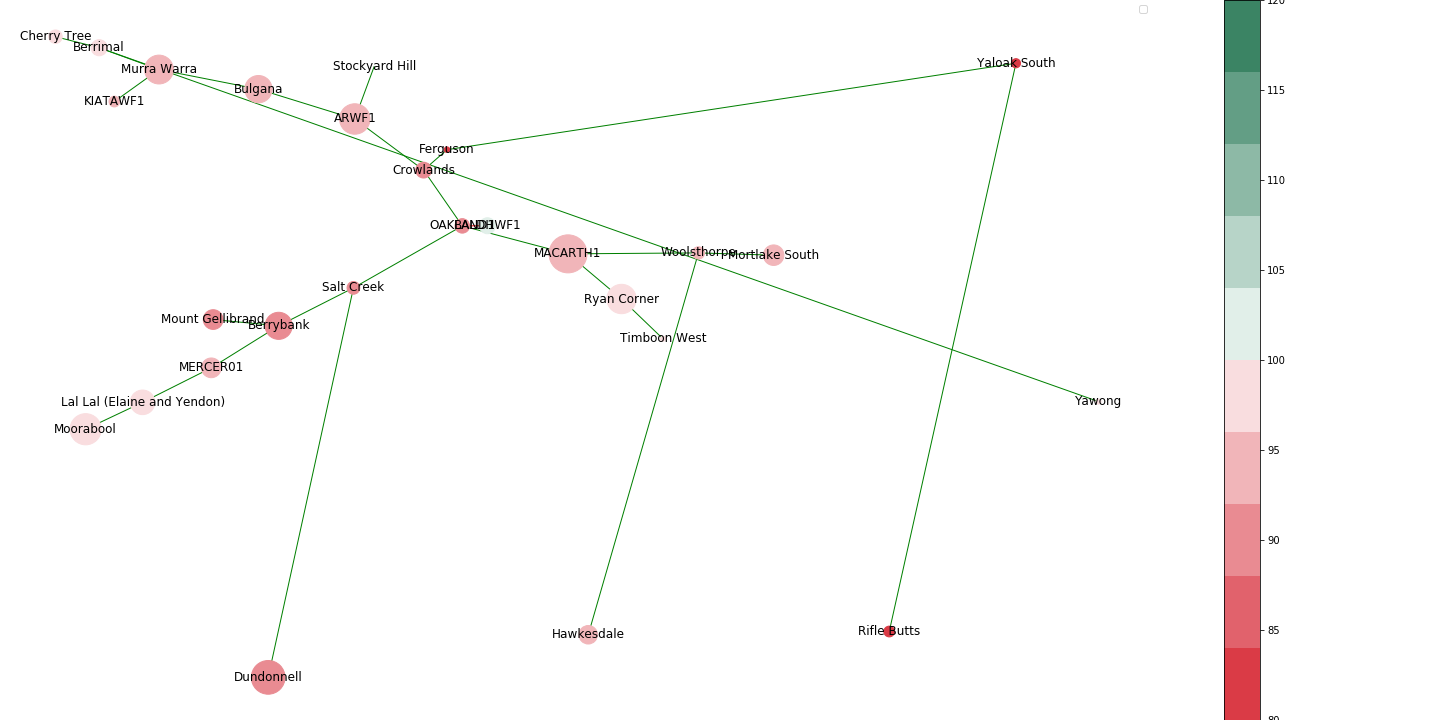 Cherry Tree
Berrimal
Murra Warra
KIATAWF1
Bulgana
Stockyard Hill
ARWF1
Yaloak South
Ferguson
Crowlands
MACARTH1
Woolsthorpe
Mortlake South
Salt Creek
Ryan Corner
Mount Gellibrand
Berrybank
Timboon West
MERCER01
Lal Lal (Elaine and Yendon)
Yawong
Moorabool
Hawkesdale
Rifle Butts
Dundonnell
120
115
110
105
100
95
90
85
80